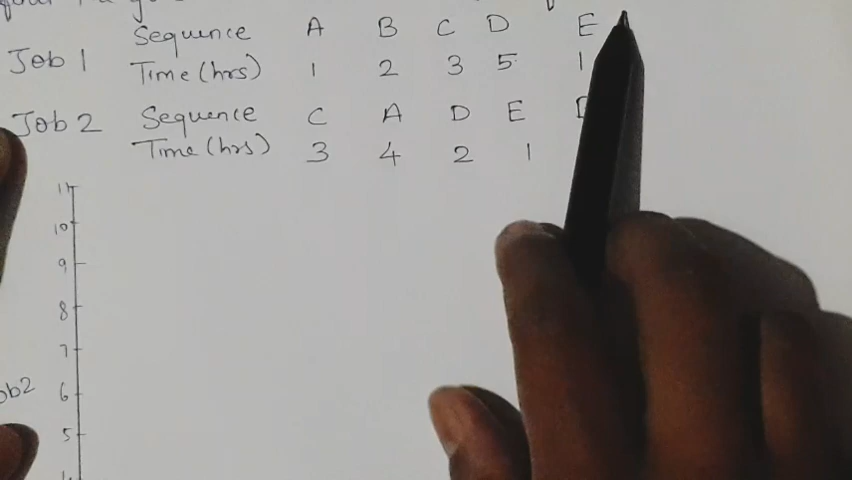 Sequence A B C D E
Job 1 Time (hrs) 1 2 3 5 1
Job 2 Sequence C A D E
Time (hrs) 3 4 2 1
11
10
9
8
7
6
5